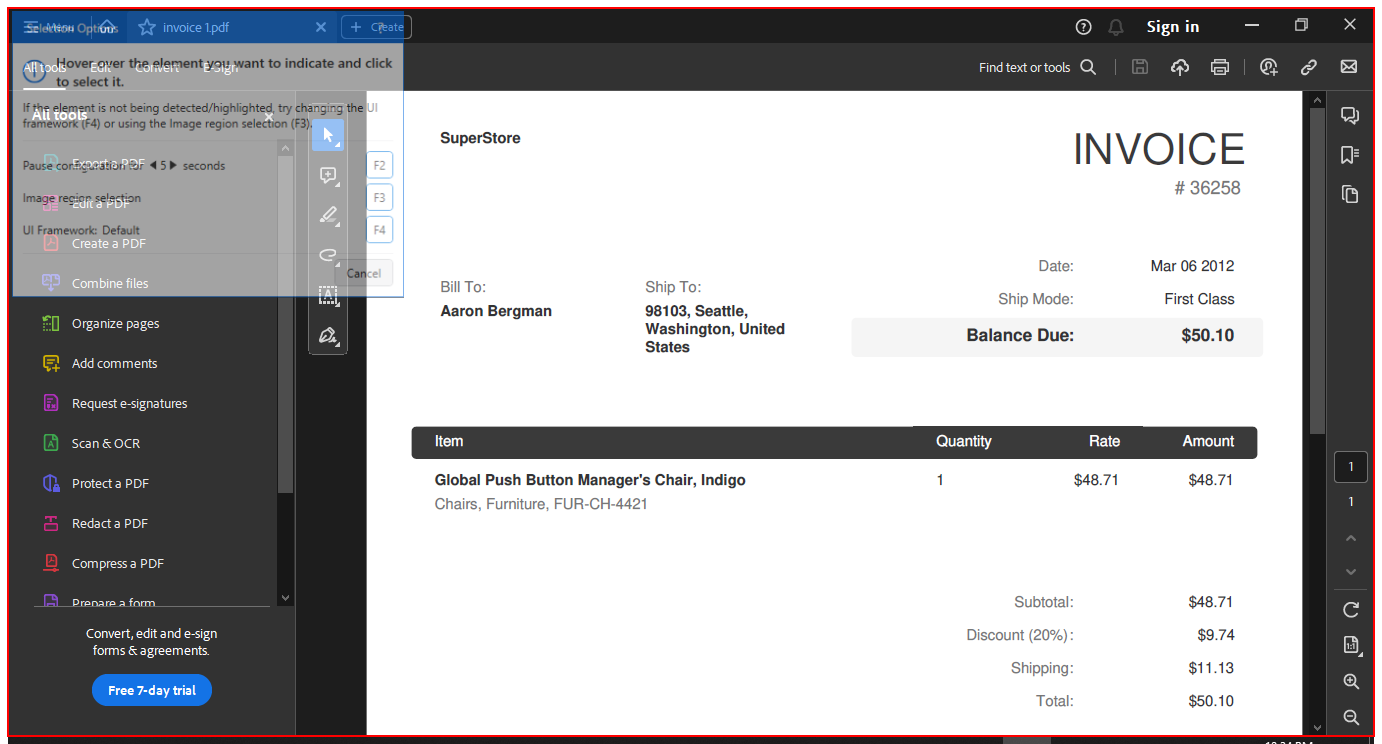 Menu
invoice 1.pdf
Create
Sign in
Selection Options
?
All tools Edit Convert E-Sign
Find text or tools
Hover over the element you want to indicate and click
to select it.
If the element is not being detected/highlighted, try changing the UI
framework (F4) or using the Image region selection (F3).
Pause configuration for 5 seconds F2
Image region selection F3
UI Framework: Default F4
Cancel
All tools
Export a PDF
Edit a PDF
Create a PDF
Combine files
Organize pages
Add comments
Request e-signatures
Scan & OCR
Protect a PDF
Redact a PDF
Compress a PDF
Prepare a form
Convert, edit and e-sign
forms & agreements.
Free 7-day trial
SuperStore
INVOICE
# 36258
Bill To:
Aaron Bergman
Ship To:
98103, Seattle,
Washington, United
States
Date: Mar 06 2012
Ship Mode: First Class
Balance Due: $50.10
Item Quantity Rate Amount
Global Push Button Manager's Chair, Indigo 1 $48.71 $48.71
Chairs, Furniture, FUR-CH-4421
Subtotal: $48.71
Discount (20%): $9.74
Shipping: $11.13
Total: $50.10
1
1
1:1